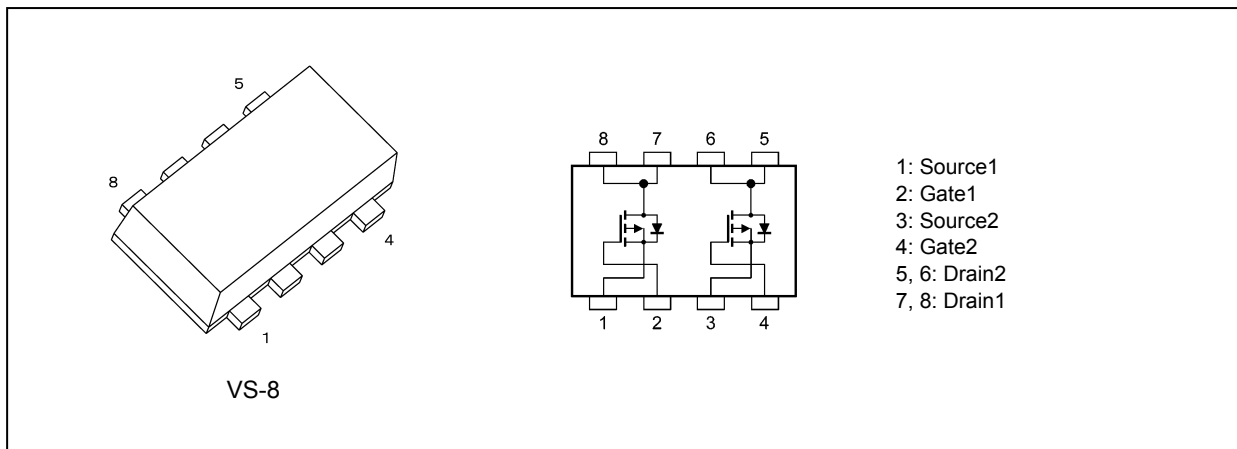 5
8
4
1
VS-8
8 7 6 5
1 2 3 4
1: Source1
2: Gate1
3: Source2
4: Gate2
5, 6: Drain2
7, 8: Drain1